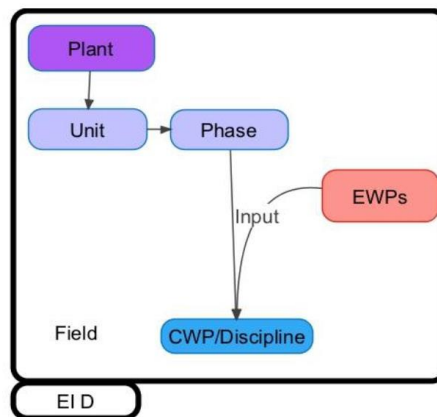 Plant
Unit
Phase
EWPs
Input
Field
CWP/Discipline
EI D